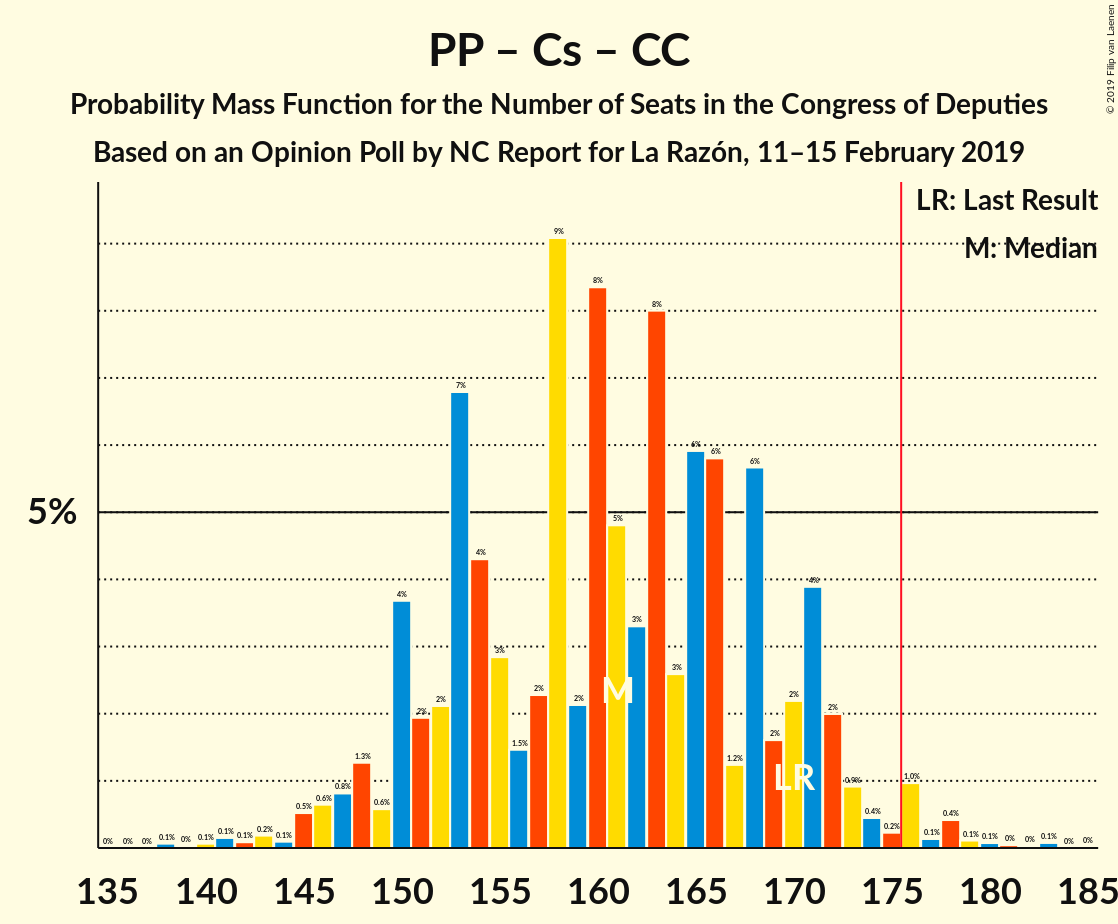 PP – Cs – CC
Probability Mass Function for the Number of Seats in the Congress of Deputies
Based on an Opinion Poll by NC Report for La Razón, 11–15 February 2019
© 2019 Filip van Laenen
LR: Last Result
M: Median
5%
0% 0% 0% 0.1% 0% 0.1% 0.1% 0.1% 0.2% 0.1% 0.5% 0.6% 0.8% 1.3% 0.6% 4% 2% 2% 7% 4% 3% 1.5% 2% 9% 2% 8% 5% 3% 8% 3% 6% 6% 1.2% 6% 2% 2% 4% 2% 0.9% 0.4% 0.2% 1.0% 0.1% 0.4% 0.1% 0.1% 0% 0% 0.1% 0% 0%
M
LR
135 140 145 150 155 160 165 170 175 180 185